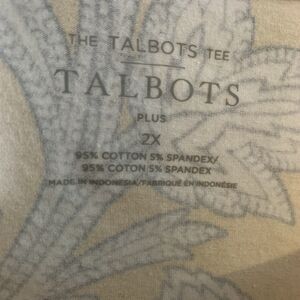 THE TALBOTS TEE
TALBOTS
PLUS
2X
95% COTTON 5% SPANDEX/
95% COTON 5% SPANDEX
MADE IN INDONESIA/FABRIQUÉ EN INDONÉSIE